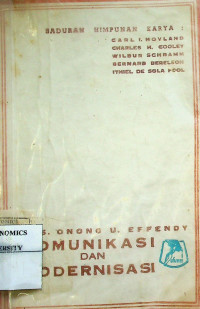 SADURAN HIMPUNAN KARYA :
CARL I. HOVLAND
CHARLES H. COOLEY
WILBUR SCHRAMM
BERNARD BERELSON
ITHIEL DE SOLA POOL
S. ONONG U. EFFENDY
OMUNIKASI
DAN
ODERNISASI
NOMICS
ERSITY